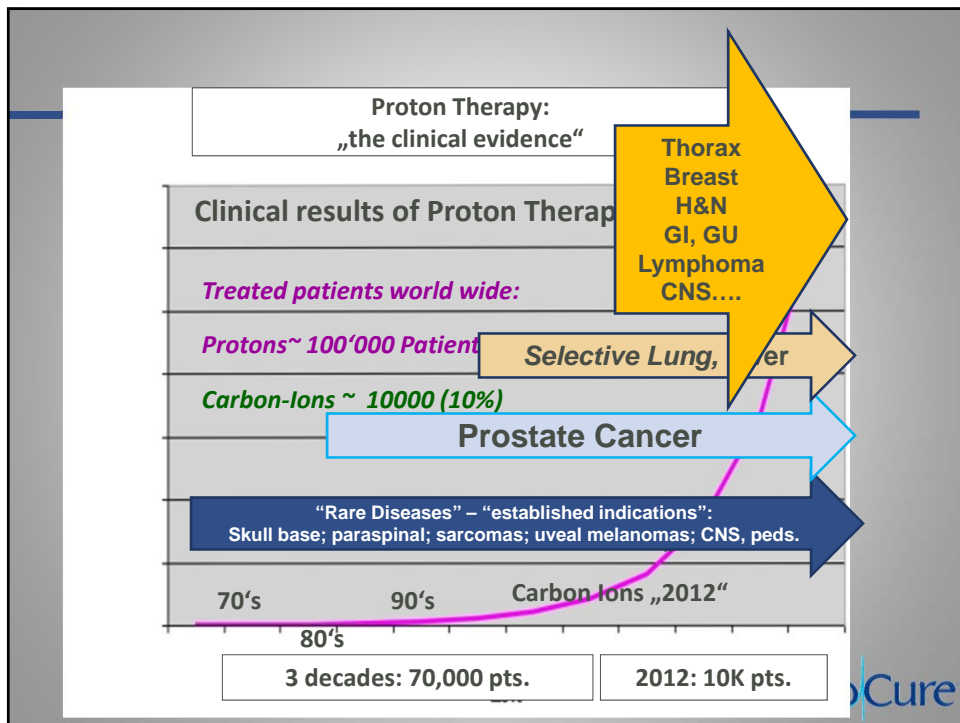 Proton Therapy:
„the clinical evidence“
Thorax
Breast
H&N
GI, GU
Lymphoma
CNS….
Clinical results of Proton Therap
Treated patients world wide:
Protons~ 100‘000 Patient
Selective Lung,
Carbon-Ions ~ 10000 (10%)
Prostate Cancer
“Rare Diseases” – “established indications”:
Skull base; paraspinal; sarcomas; uveal melanomas; CNS, peds.
70‘s
90‘s
Carbon Ions „2012“
80‘s
3 decades: 70,000 pts.
2012: 10K pts.
Cure